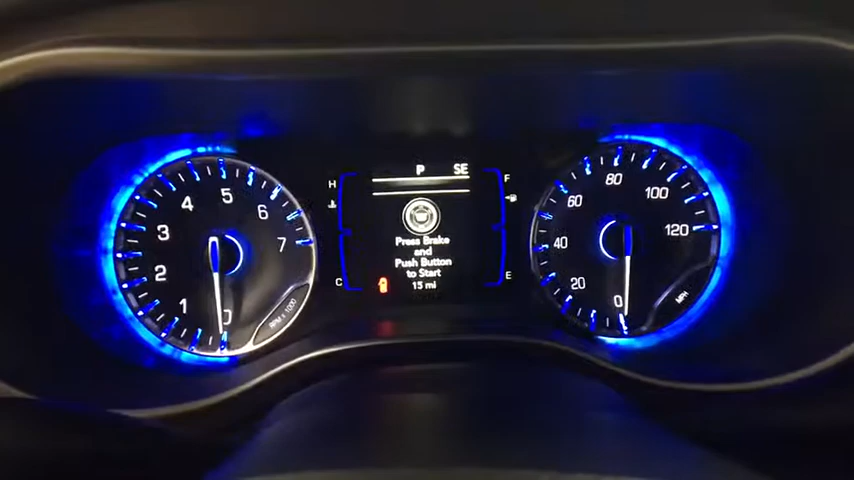 P SE
H
F
Press Brake
and
Push Button
to Start
15 mi
C
E
0 1 2 3 4 5 6 7
RPM x 1000
0 20 40 60 80 100 120
MPH